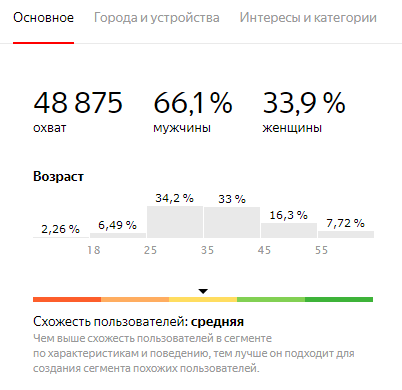 Основное Города и устройства Интересы и категории
48 875 66,1 % 33,9 %
охват мужчины женщины
Возраст
2,26 % 6,49 % 34,2 % 33 % 16,3 % 7,72 %
18 25 35 45 55
Схожесть пользователей: средняя
Чем выше схожесть пользователей в сегменте
по характеристикам и поведению, тем лучше он подходит для
создания сегмента похожих пользователей.